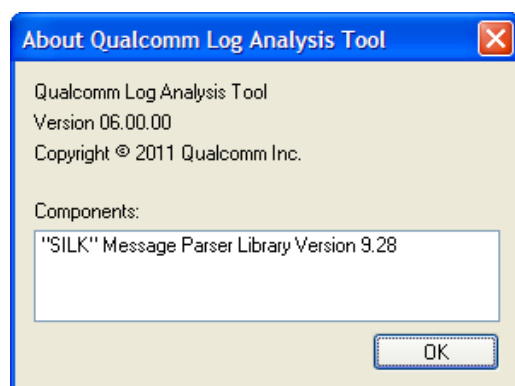 About Qualcomm Log Analysis Tool
Qualcomm Log Analysis Tool
Version 06.00.00
Copyright © 2011 Qualcomm Inc.
Components:
"SILK" Message Parser Library Version 9.28
OK